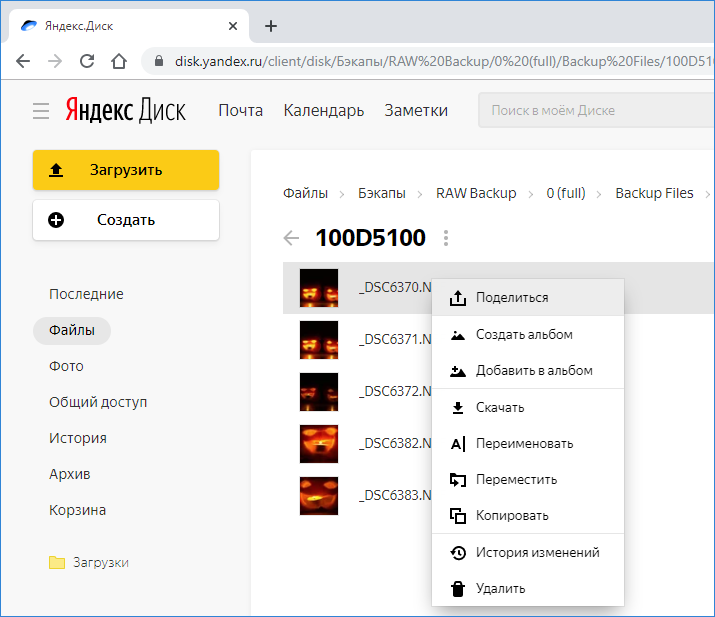 Яндекс.Диск
disk.yandex.ru/client/disk/Бэкапы/RAW%20Backup/0%20(full)/Backup%20Files/100D510
Яндекс Диск Почта Календарь Заметки Поиск в моём Диске
Загрузить
Создать
Файлы Бэкапы RAW Backup 0 (full) Backup Files
100D5100
Последние
Файлы
Фото
Общий доступ
История
Архив
Корзина
Загрузки
_DSC6370.N
_DSC6371.N
_DSC6372.N
_DSC6382.N
_DSC6383.N
Поделиться
Создать альбом
Добавить в альбом
Скачать
Переименовать
Переместить
Копировать
История изменений
Удалить